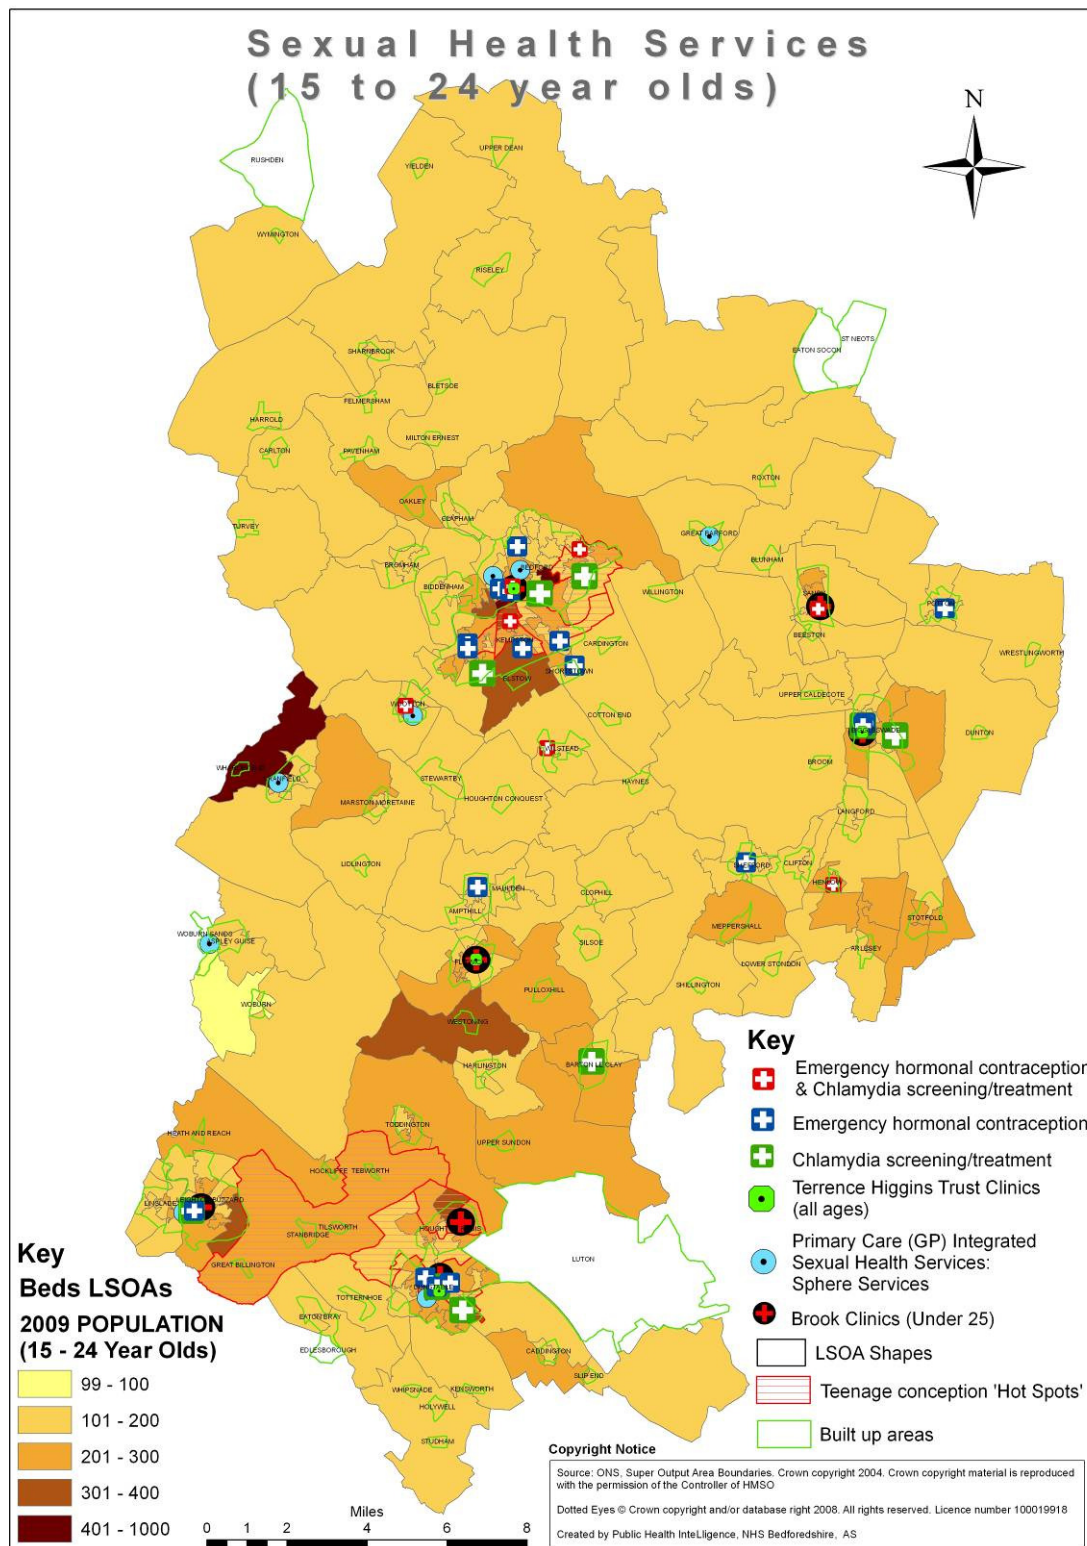 Sexual Health Services
(15 to 24 year olds)
N
RUSHDEN
UPPER DEAN
YIELDEN
WYMINGTON
RISELEY
ST NEOTS
EATON SOCON
SHARNBROOK
BLETSOE
FELMERSHAM
HARROLD
MILTON ERNEST
CARLTON
PAVENHAM
ROXTON
OAKLEY
CLAPHAM
TURVEY
GREAT BARFORD
BLUNHAM
BROMHAM
BEDFORD
BIDDENHAM
WILLINGTON
BEESTON
CARDINGTON
WRESTLINGWORTH
ELSTOW
UPPER CALDECOTE
COTTON END
DUNTON
WILSTEAD
BROOM
STEWARTBY
HAYNES
HOUGHTON CONQUEST
MARSTON MORETAINE
LANGFORD
LIDLINGTON
CLIFTON
HENLOW
MAULDEN
CLOPHILL
AMPTHILL
STOTFOLD
MEPPERSHALL
WOBURN SANDS
ASPLEY GUISE
SILSOE
ARLESEY
LOWER STONDON
SHILLINGTON
PULLOXHILL
WOBURN
WESTONING
HARLINGTON
BARTON LE CLAY
TODDINGTON
HEATH AND REACH
UPPER SUNDON
HOCKLIFFE
TEBWORTH
LINSLADE
TILSWORTH
STANBRIDGE
GREAT BILLINGTON
LUTON
TOTTERNHOE
EATON BRAY
EDLESBOROUGH
CADDINGTON
SLIP END
WHIPSNADE
KENSWORTH
HOLYWELL
STUDHAM
Key
Emergency hormonal contraception
& Chlamydia screening/treatment
Emergency hormonal contraception
Chlamydia screening/treatment
Terrence Higgins Trust Clinics
(all ages)
Primary Care (GP) Integrated
Sexual Health Services:
Sphere Services
Brook Clinics (Under 25)
LSOA Shapes
Teenage conception 'Hot Spots'
Built up areas
Key
Beds LSOAs
2009 POPULATION
(15 - 24 Year Olds)
99 - 100
101 - 200
201 - 300
301 - 400
401 - 1000
Miles
0 2 4 6 8
Copyright Notice
Source: ONS, Super Output Area Boundaries. Crown copyright 2004. Crown copyright material is reproduced
with the permission of the Controller of HMSO
Dotted Eyes © Crown copyright and/or database right 2008. All rights reserved. Licence number 100019918
Created by Public Health InteLligence, NHS Bedfordshire, AS